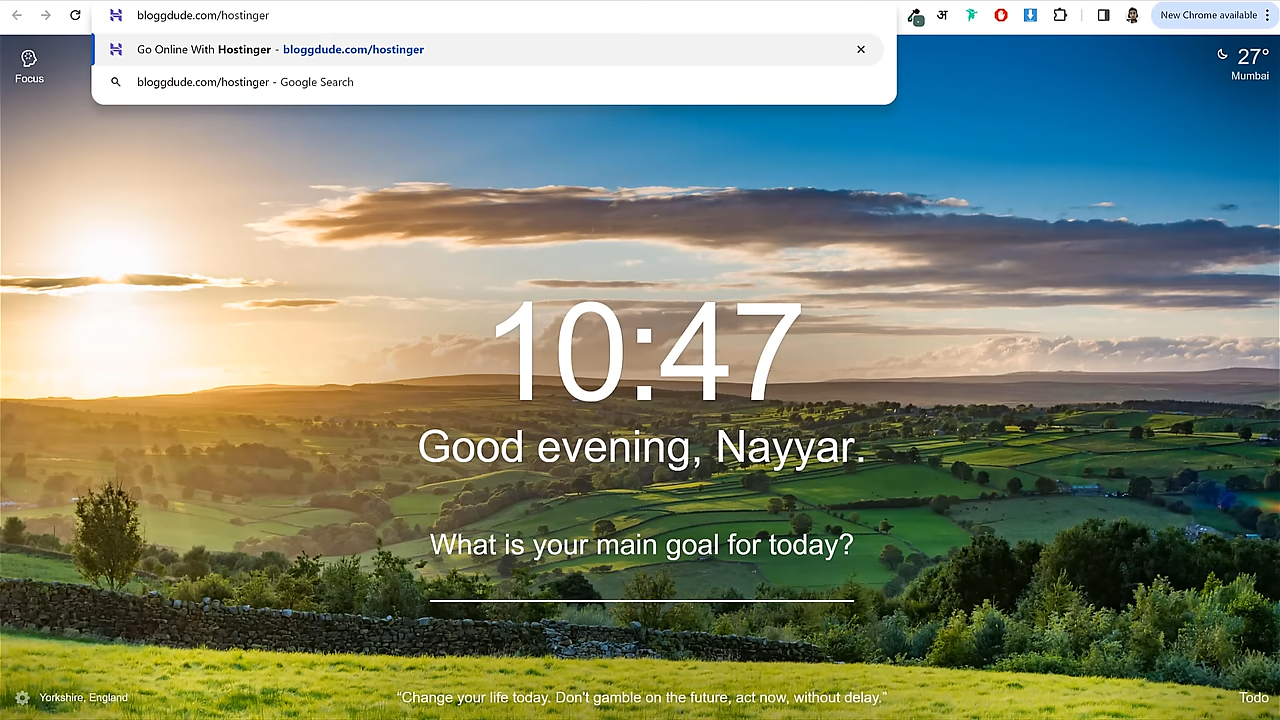 bloggdude.com/hostinger
अ
New Chrome available
Go Online With Hostinger - bloggdude.com/hostinger
bloggdude.com/hostinger - Google Search
Focus
27°
Mumbai
10:47
Good evening, Nayyar.
What is your main goal for today?
Yorkshire, England
“Change your life today. Don't gamble on the future, act now, without delay.”
Todo